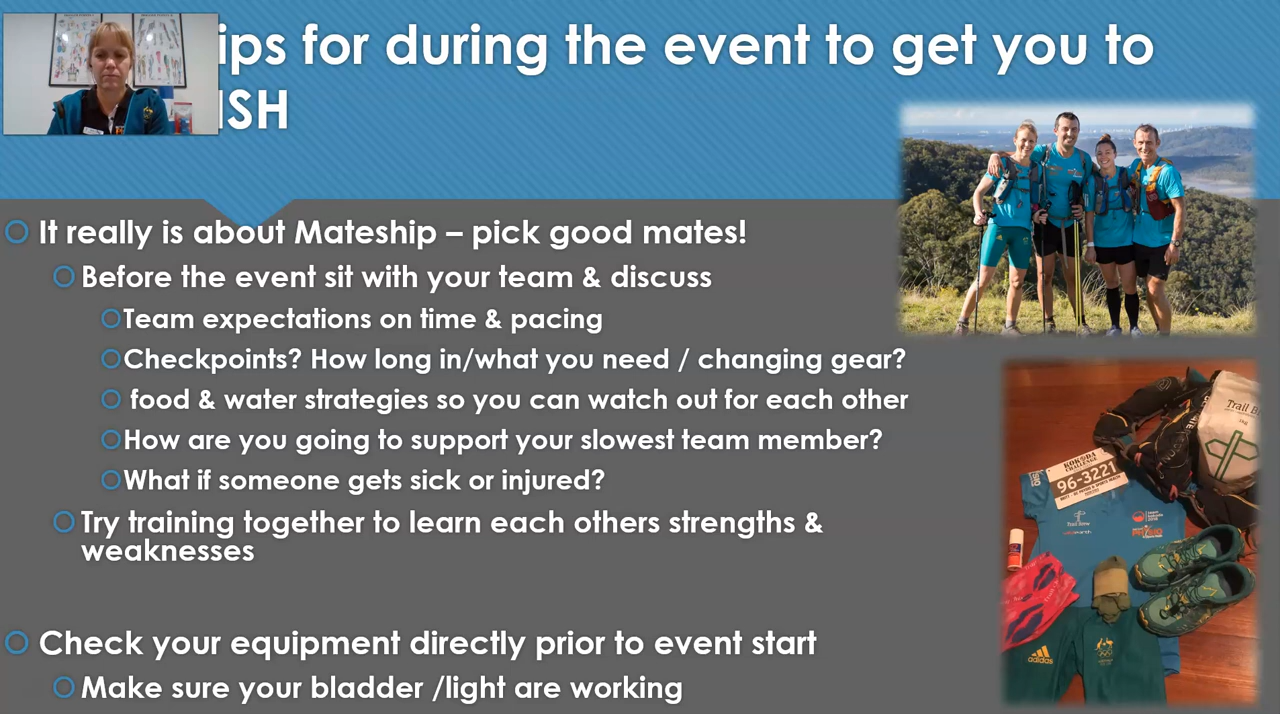 ips for during the event to get you to
ISH
It really is about Mateship – pick good mates!
Before the event sit with your team & discuss
Team expectations on time & pacing
Checkpoints? How long in/what you need / changing gear?
food & water strategies so you can watch out for each other
How are you going to support your slowest team member?
What if someone gets sick or injured?
Try training together to learn each others strengths &
weaknesses
Check your equipment directly prior to event start
Make sure your bladder /light are working
Trail B
KOKODA
CHALLENGE
96-3221
PHYSIO
adidas